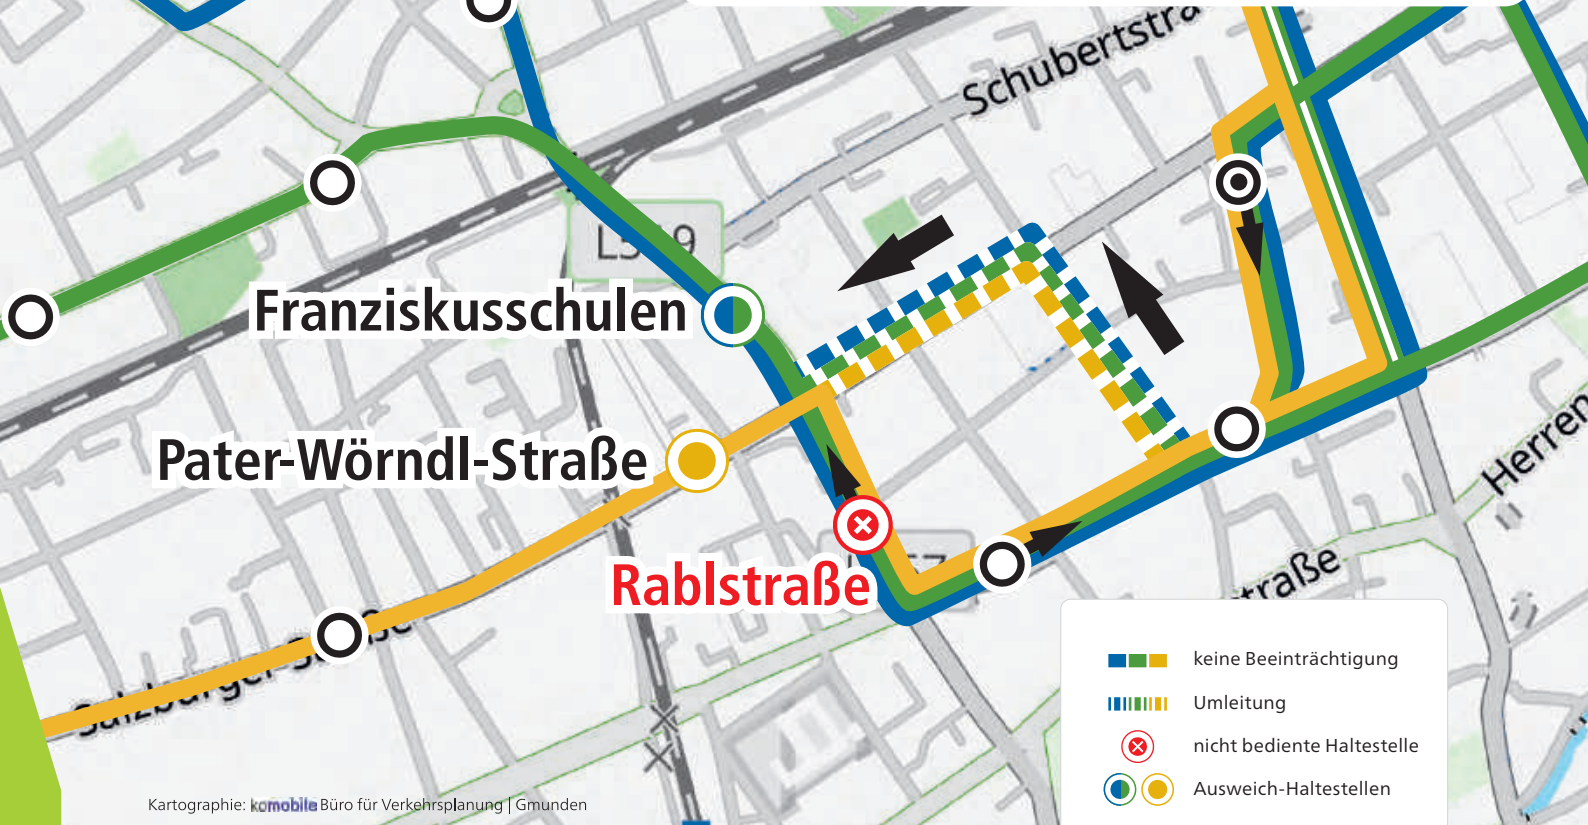 Schubertstra
Franziskusschulen
Pater-Wörndl-Straße
Rablstraße
Herren
traße
keine Beeinträchtigung
Umleitung
nicht bediente Haltestelle
Ausweich-Haltestellen
Kartographie: komobile Büro für Verkehrsplanung | Gmunden